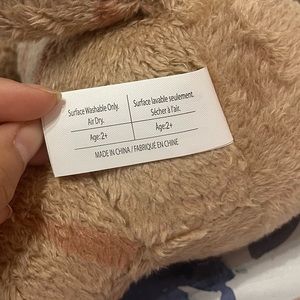 Surface Washable Only.
Air Dry.
Age:2+
Surface lavable seulement.
Sécher à l'air.
Âge:2+
MADE IN CHINA / FABRIQUÉ EN CHINE